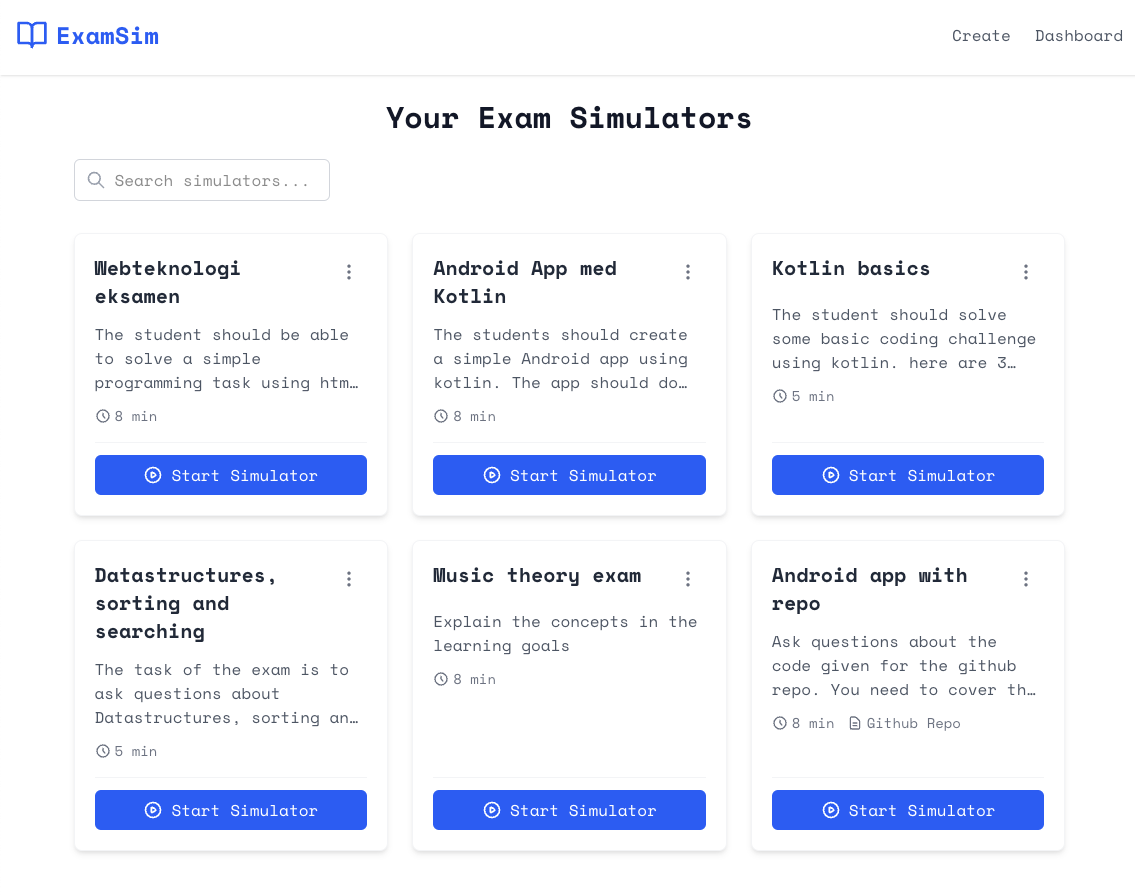 ExamSim
Create
Dashboard
Your Exam Simulators
Search simulators...
Webteknologi
eksamen
The student should be able
to solve a simple
programming task using htm…
8 min
Start Simulator
Android App med
Kotlin
The students should create
a simple Android app using
kotlin. The app should do…
8 min
Start Simulator
Kotlin basics
The student should solve
some basic coding challenge
using kotlin. here are 3…
5 min
Start Simulator
Datastructures,
sorting and
searching
The task of the exam is to
ask questions about
Datastructures, sorting an…
5 min
Start Simulator
Music theory exam
Explain the concepts in the
learning goals
8 min
Start Simulator
Android app with
repo
Ask questions about the
code given for the github
repo. You need to cover th…
8 min Github Repo
Start Simulator